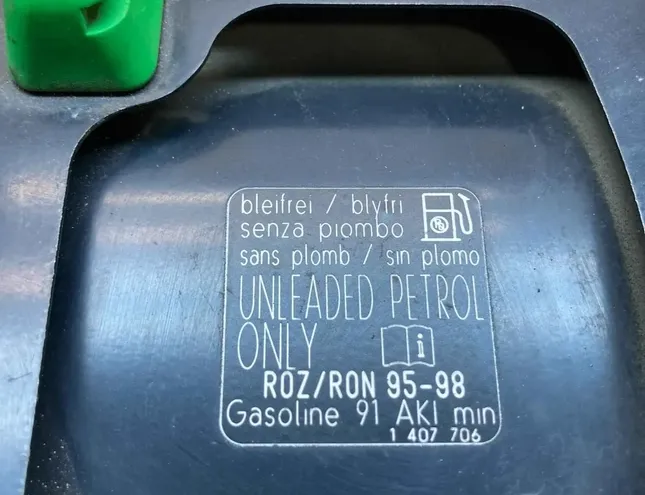 bleifrei / blyfri
senza piombo
sans plomb / sin plomo
UNLEADED PETROL
ONLY
ROZ/RON 95-98
Gasoline 91 AKI min
1 407 706